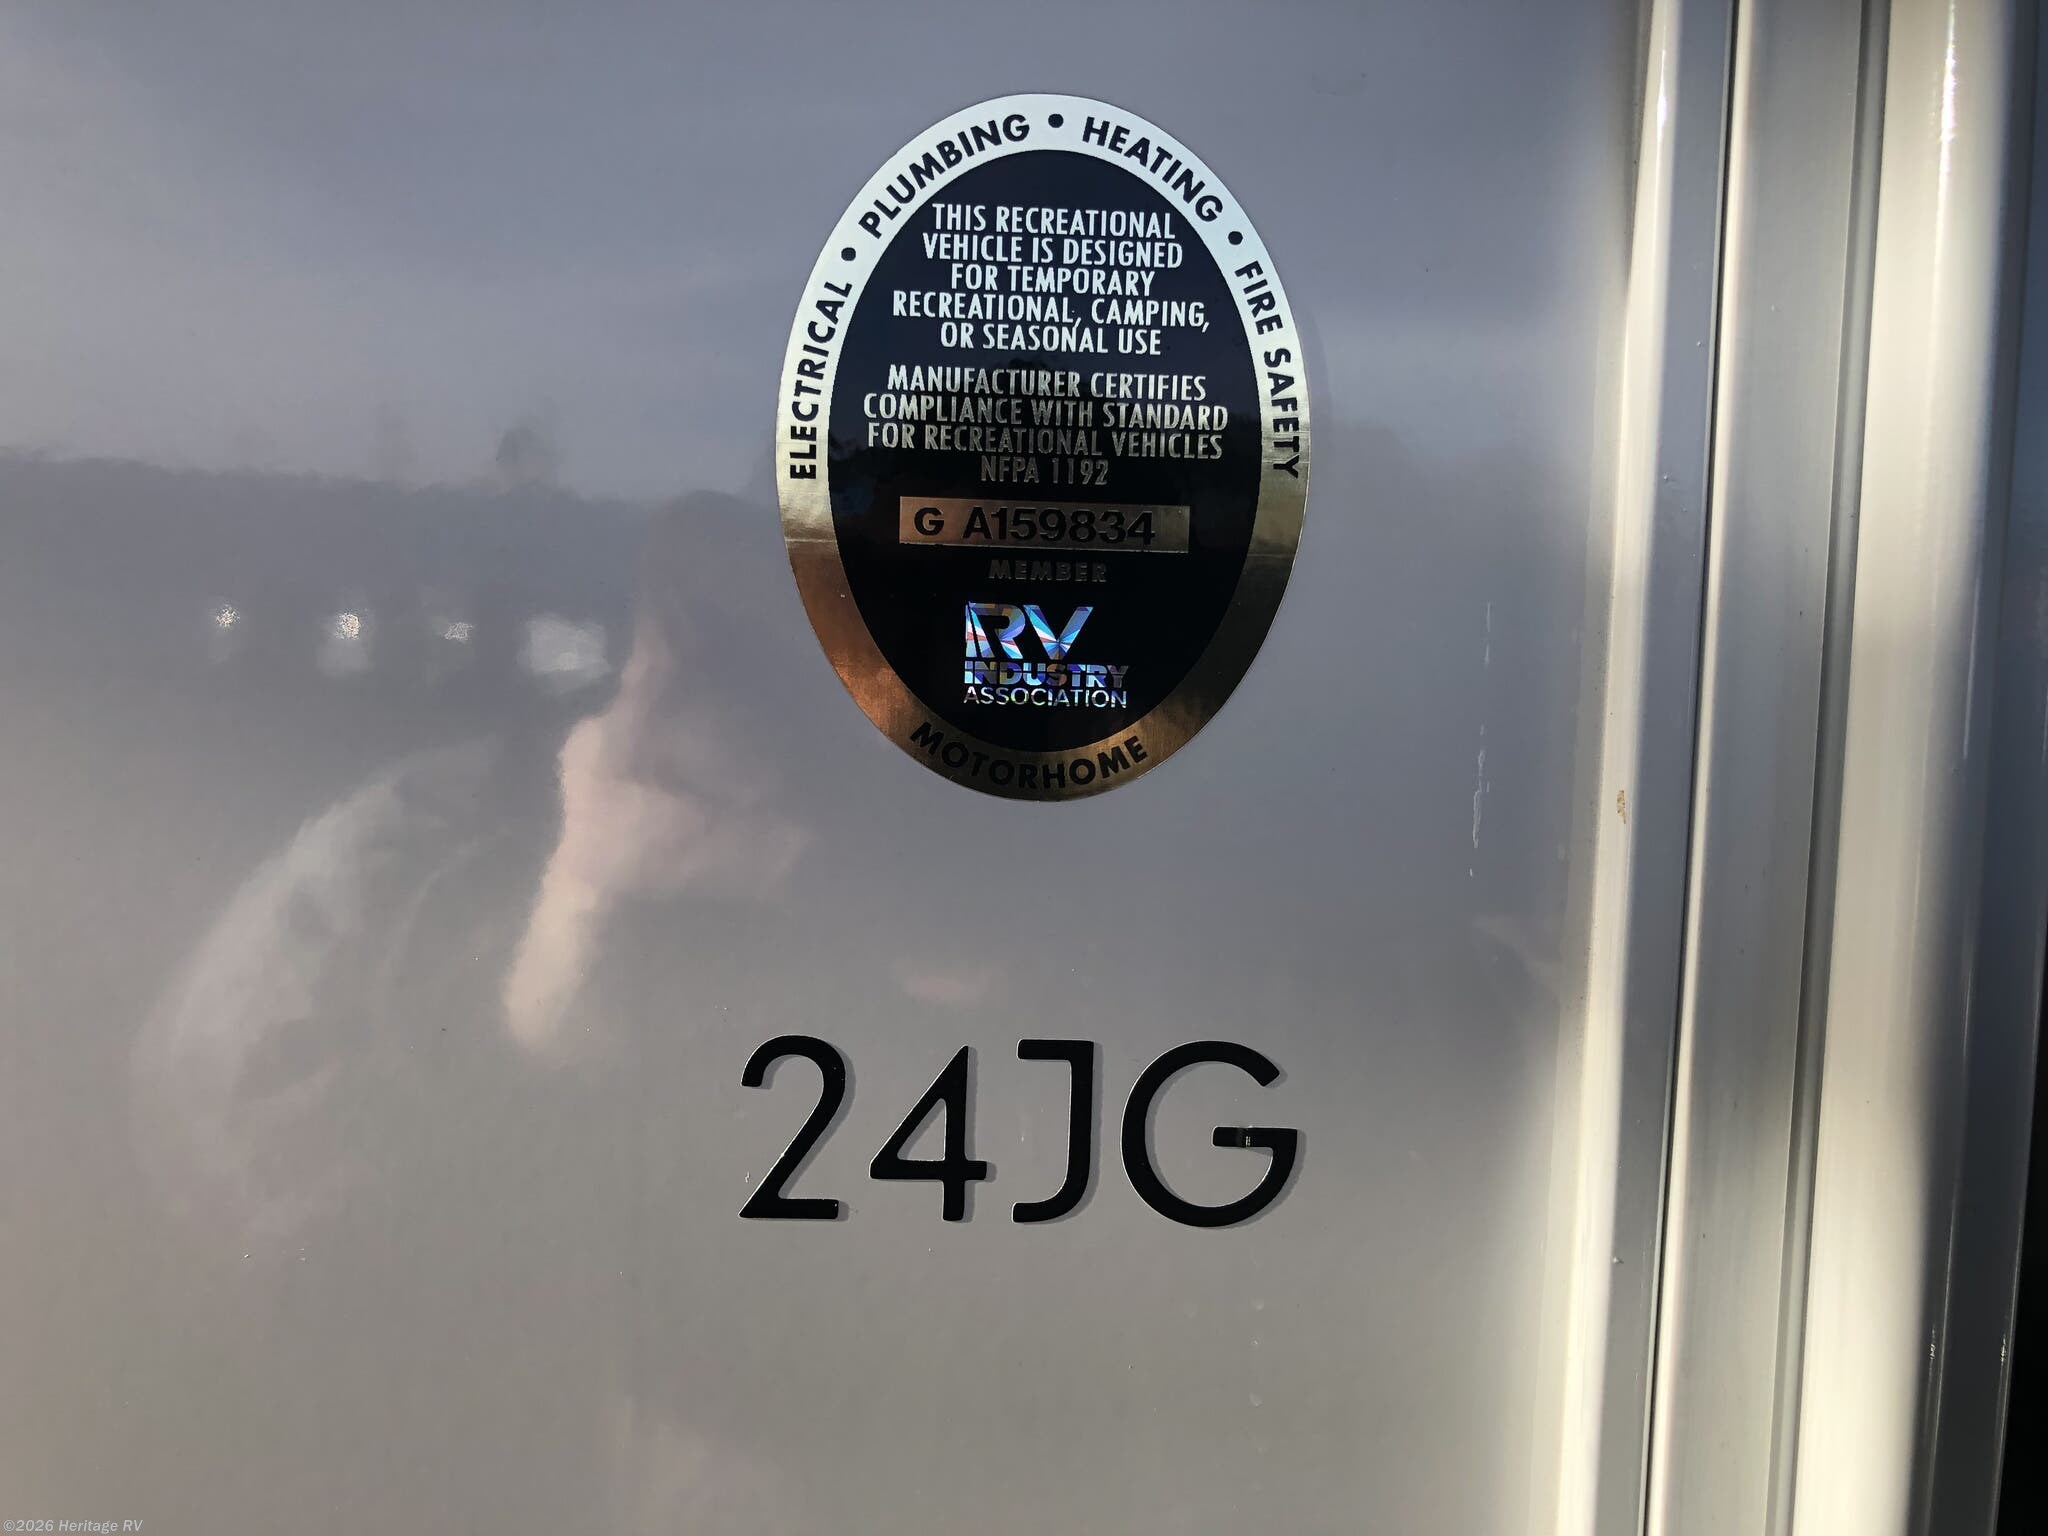 ELECTRICAL • PLUMBING • HEATING • FIRE SAFETY
THIS RECREATIONAL
VEHICLE IS DESIGNED
FOR TEMPORARY
RECREATIONAL, CAMPING,
OR SEASONAL USE
MANUFACTURER CERTIFIES
COMPLIANCE WITH STANDARD
FOR RECREATIONAL VEHICLES
NFPA 1192
G A159834
MEMBER
RV
INDUSTRY
ASSOCIATION
MOTORHOME
24JG
©2026 Heritage RV